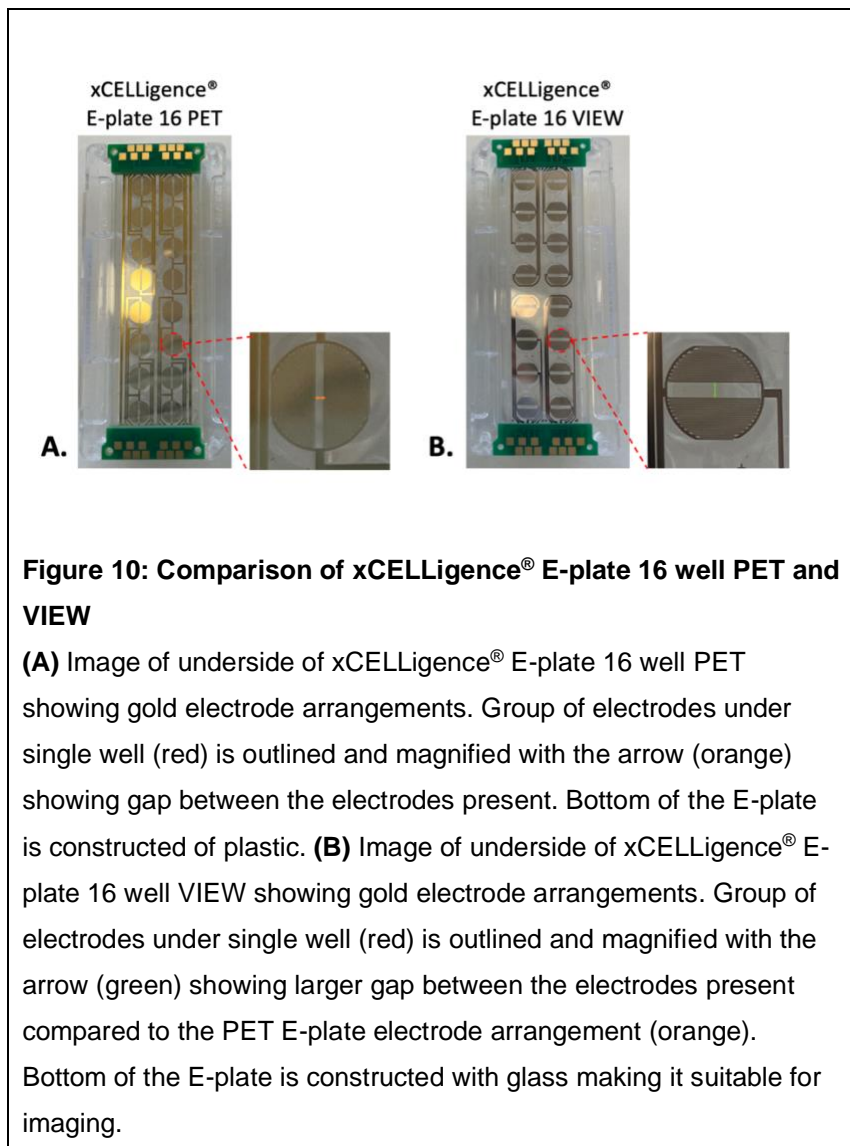 xCELLigence®
E-plate 16 PET
xCELLigence®
E-plate 16 VIEW
A.
B.
Figure 10: Comparison of xCELLigence® E-plate 16 well PET and
VIEW
(A) Image of underside of xCELLigence® E-plate 16 well PET
showing gold electrode arrangements. Group of electrodes under
single well (red) is outlined and magnified with the arrow (orange)
showing gap between the electrodes present. Bottom of the E-plate
is constructed of plastic. (B) Image of underside of xCELLigence® E-
plate 16 well VIEW showing gold electrode arrangements. Group of
electrodes under single well (red) is outlined and magnified with the
arrow (green) showing larger gap between the electrodes present
compared to the PET E-plate electrode arrangement (orange).
Bottom of the E-plate is constructed with glass making it suitable for
imaging.